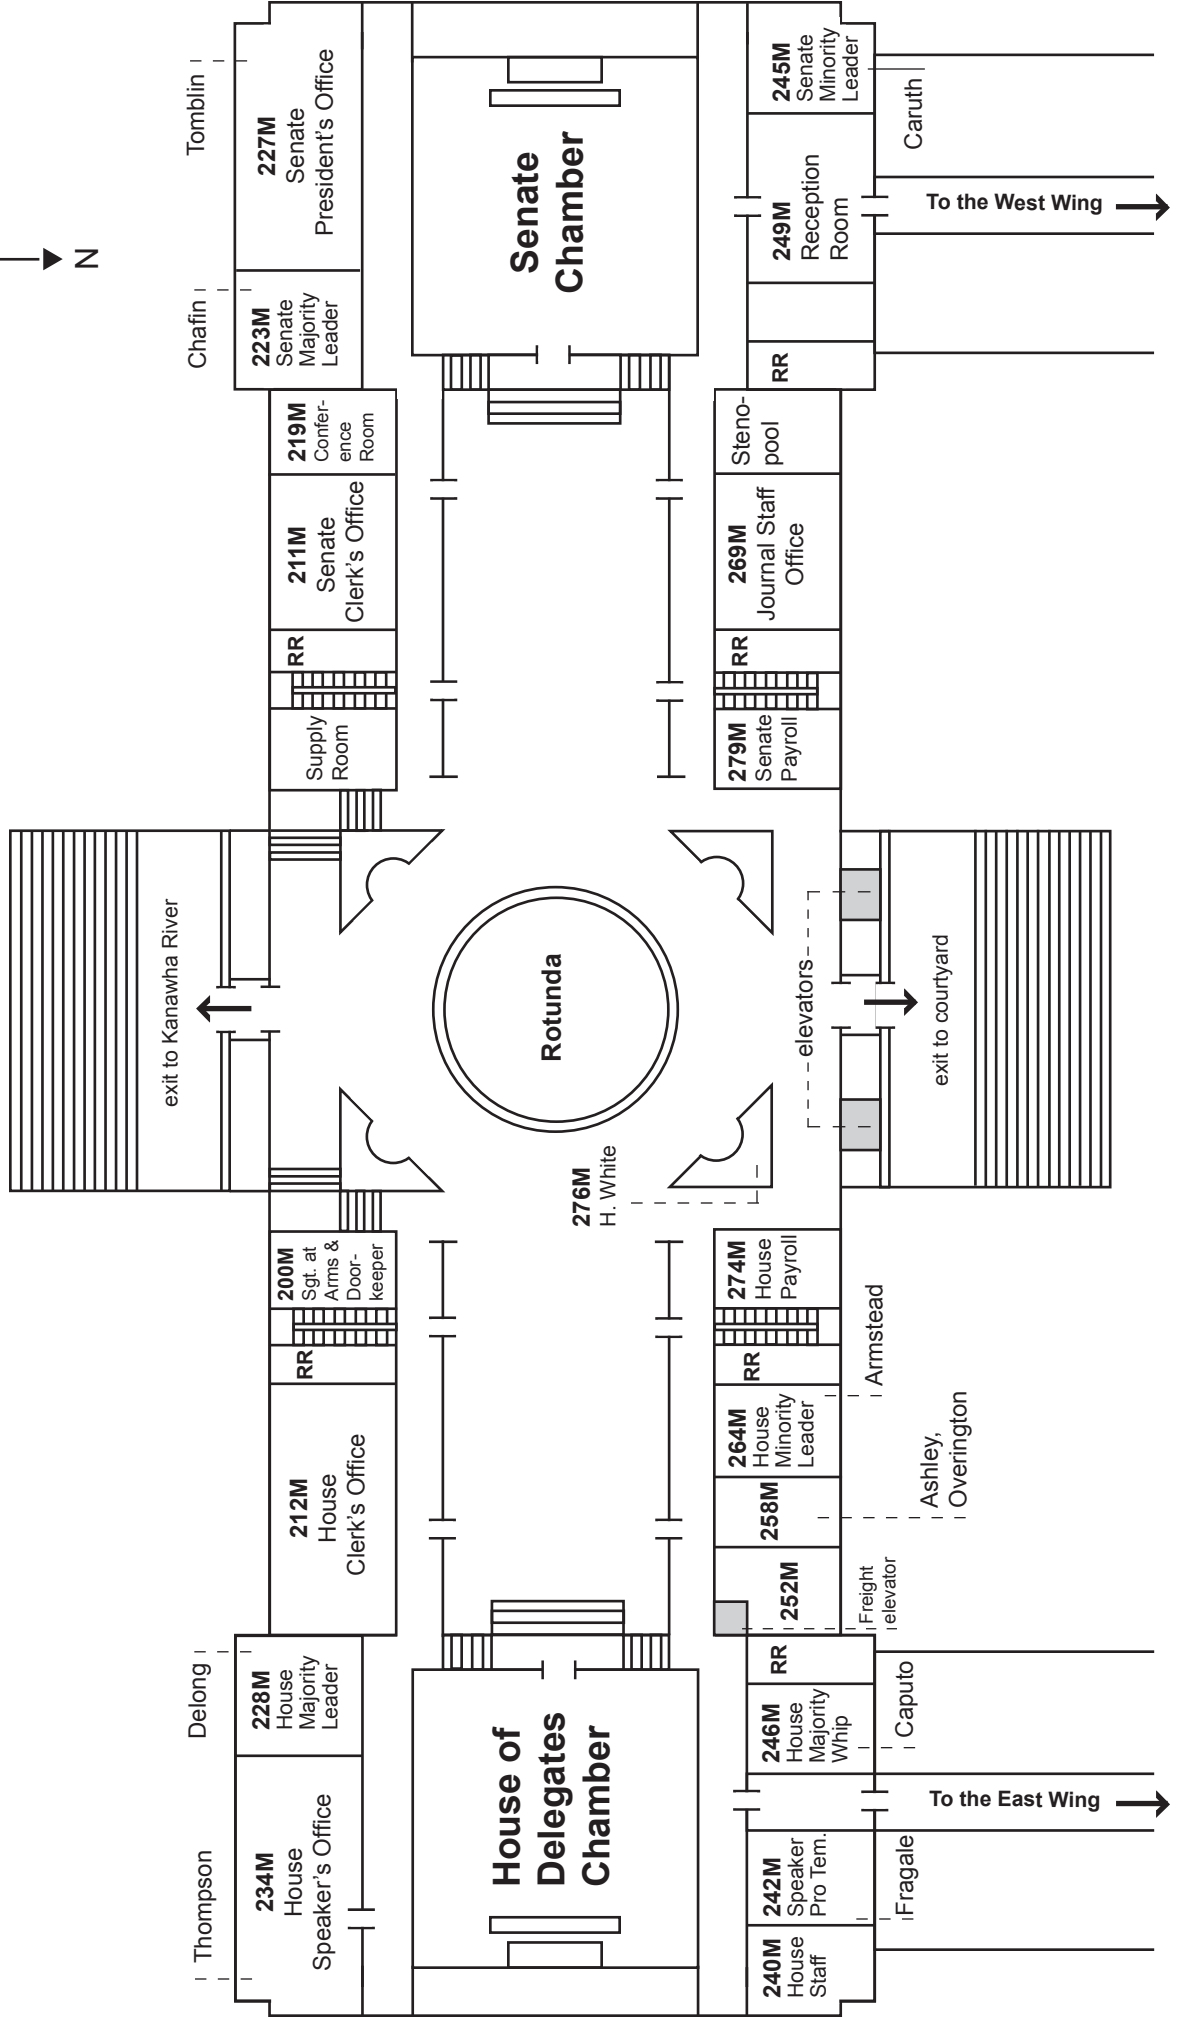 Thompson
Delong
exit to Kanawha River
Chafin
Tomblin
N
234M
House
Speaker's Office
228M
House
Majority
Leader
212M
House
Clerk's Office
RR
200M
Sgt. at
Arms &
Door-
keeper
Supply
Room
RR
211M
Senate
Clerk's Office
219M
Confer-
ence
Room
223M
Senate
Majority
Leader
227M
Senate
President's Office
House of
Delegates
Chamber
Rotunda
276M
H. White
Senate
Chamber
240M
House
Staff
242M
Speaker
Pro Tem.
246M
House
Majority
Whip
RR
252M
258M
264M
House
Minority
Leader
RR
274M
House
Payroll
elevators
279M
Senate
Payroll
RR
269M
Journal Staff
Office
Steno-
pool
RR
249M
Reception
Room
245M
Senate
Minority
Leader
Fragale
Caputo
Freight
elevator
Ashley,
Overington
Armstead
exit to courtyard
Caruth
To the East Wing
To the West Wing